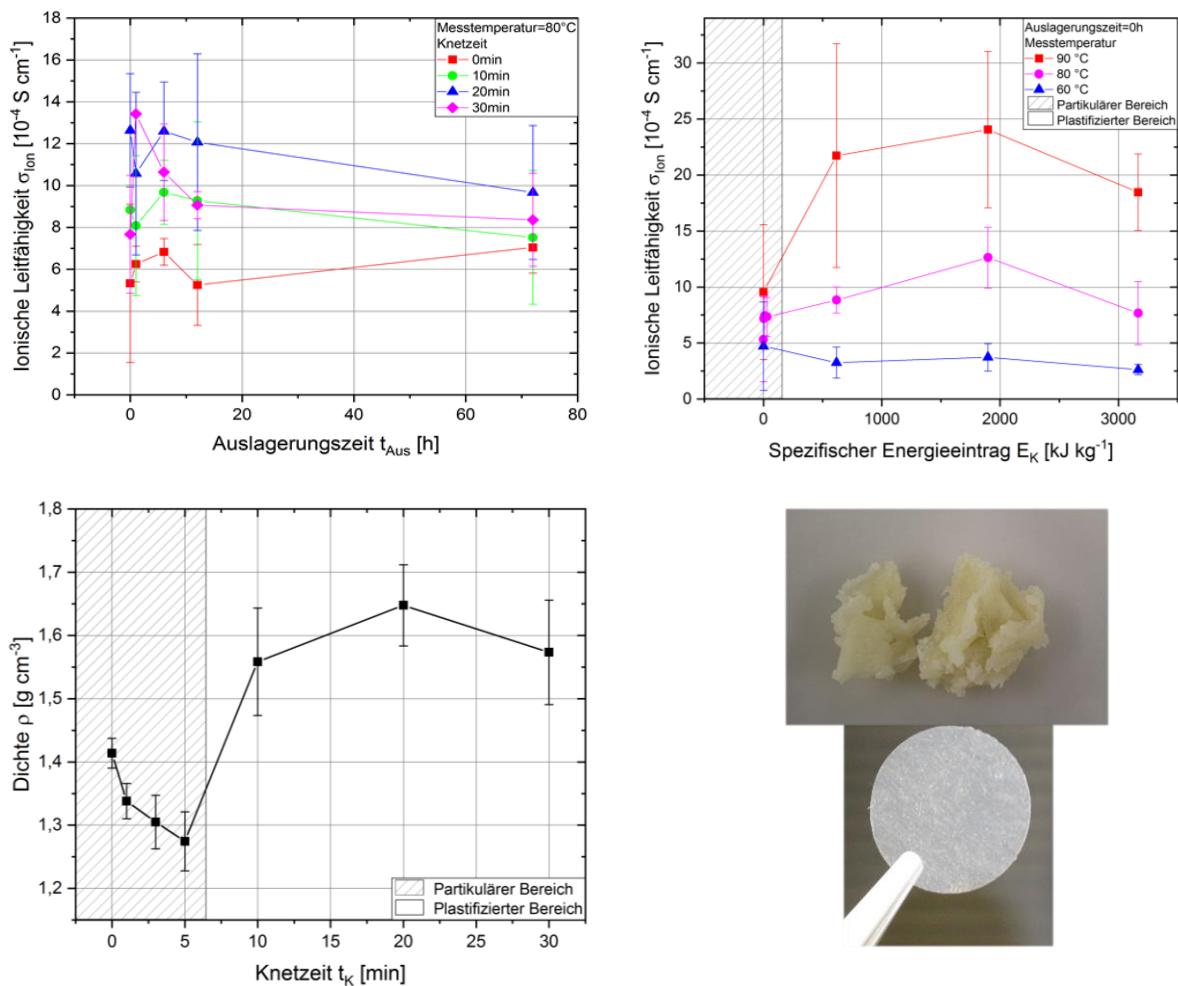 Ionische Leitfähigkeit σIon [10-4 S cm-1]
18
16
14
12
10
8
6
4
2
0
Messtemperatur=80°C
Knetzeit
0min
10min
20min
30min
0
20
40
60
80
Auslagerungszeit tAus [h]
Ionische Leitfähigkeit σIon [10-4 S cm-1]
30
25
20
15
10
5
0
Auslagerungszeit=0h
Messtemperatur
90 °C
80 °C
60 °C
Partikulärer Bereich
Plastifizierter Bereich
0
1000
2000
3000
Spezifischer Energieeintrag EK [kJ kg-1]
Dichte ρ [g cm-3]
1,8
1,7
1,6
1,5
1,4
1,3
1,2
Partikulärer Bereich
Plastifizierter Bereich
0
5
10
15
20
25
30
Knetzeit tK [min]